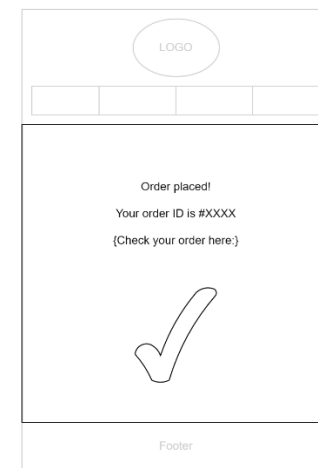 LOGO
Order placed!
Your order ID is #XXXX
{Check your order here:}
Footer